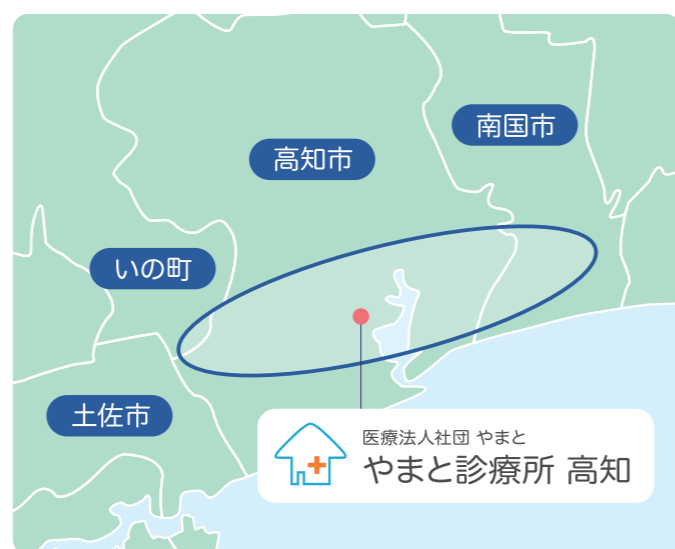 南国市
高知市
いの町
土佐市
医療法人社団 やまと
やまと診療所 高知